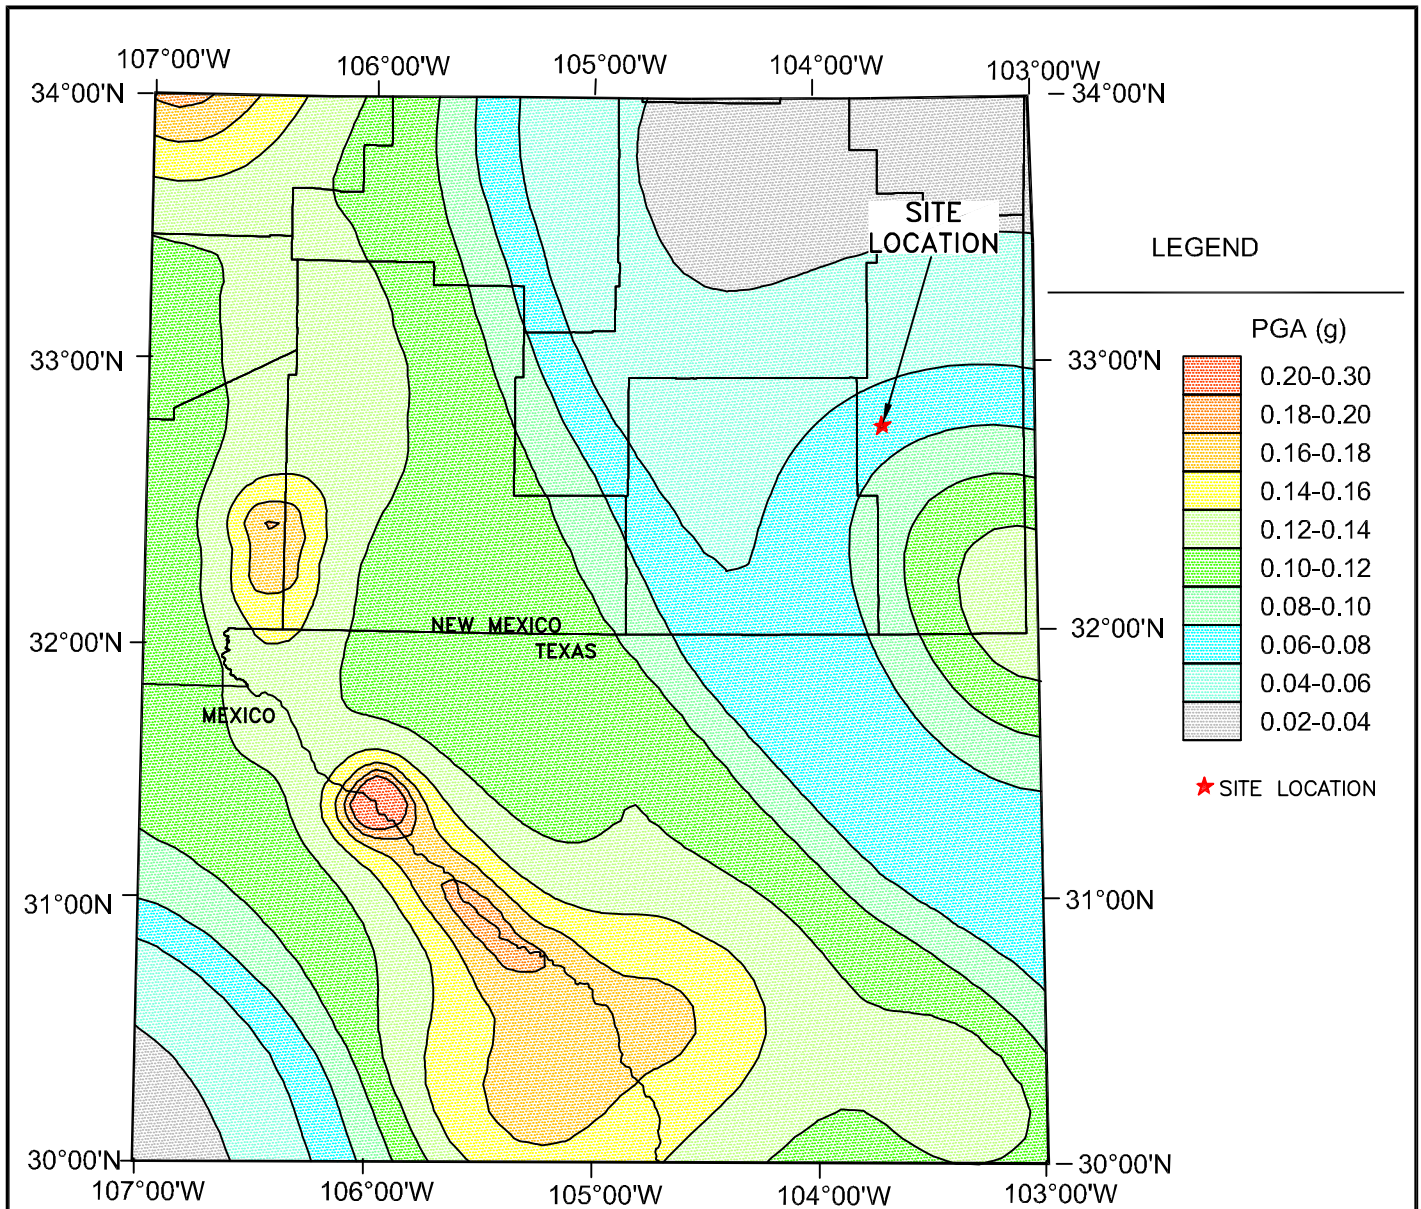 107°00'W
106°00'W
105°00'W
104°00'W
103°00'W
34°00'N
34°00'N
SITE
LOCATION
LEGEND
PGA (g)
33°00'N
33°00'N
0.20-0.30
0.18-0.20
0.16-0.18
0.14-0.16
0.12-0.14
0.10-0.12
0.08-0.10
0.06-0.08
0.04-0.06
0.02-0.04
32°00'N
NEW MEXICO
32°00'N
TEXAS
MEXICO
SITE LOCATION
31°00'N
31°00'N
30°00'N
30°00'N
107°00'W
106°00'W
105°00'W
104°00'W
103°00'W